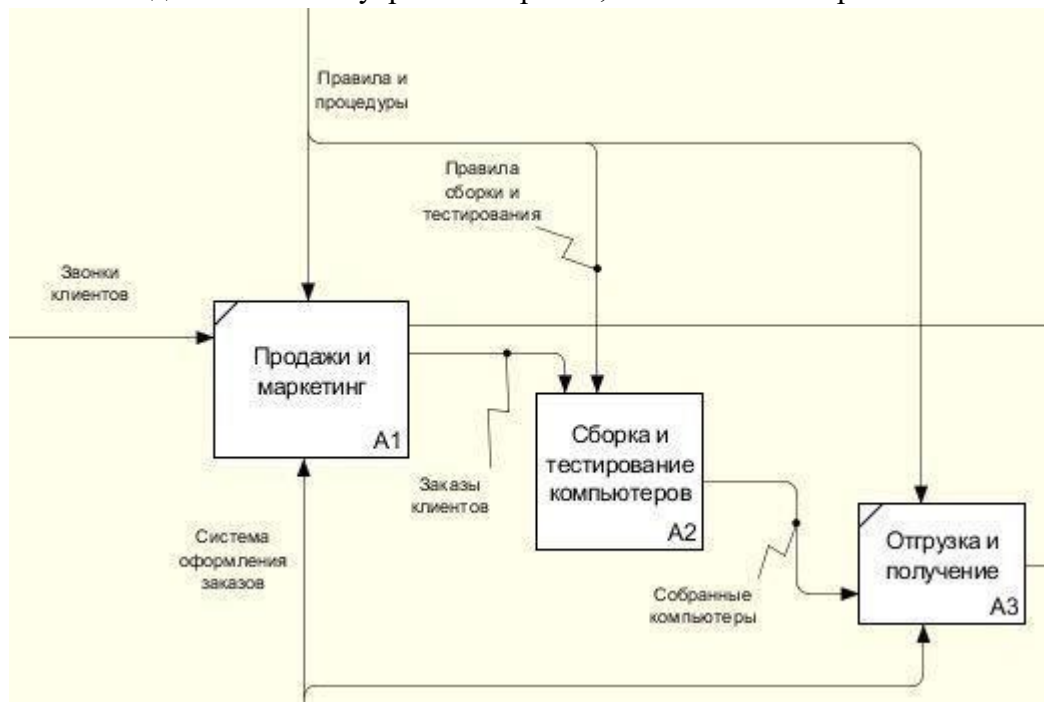 Правила и
процедуры
Правила
сборки и
тестирования
Звонки
клиентов
Продажи и
маркетинг
A1
Заказы
клиентов
Сборка и
тестирование
компьютеров
A2
Система
оформления
заказов
Собранные
компьютеры
Отгрузка и
получение
A3